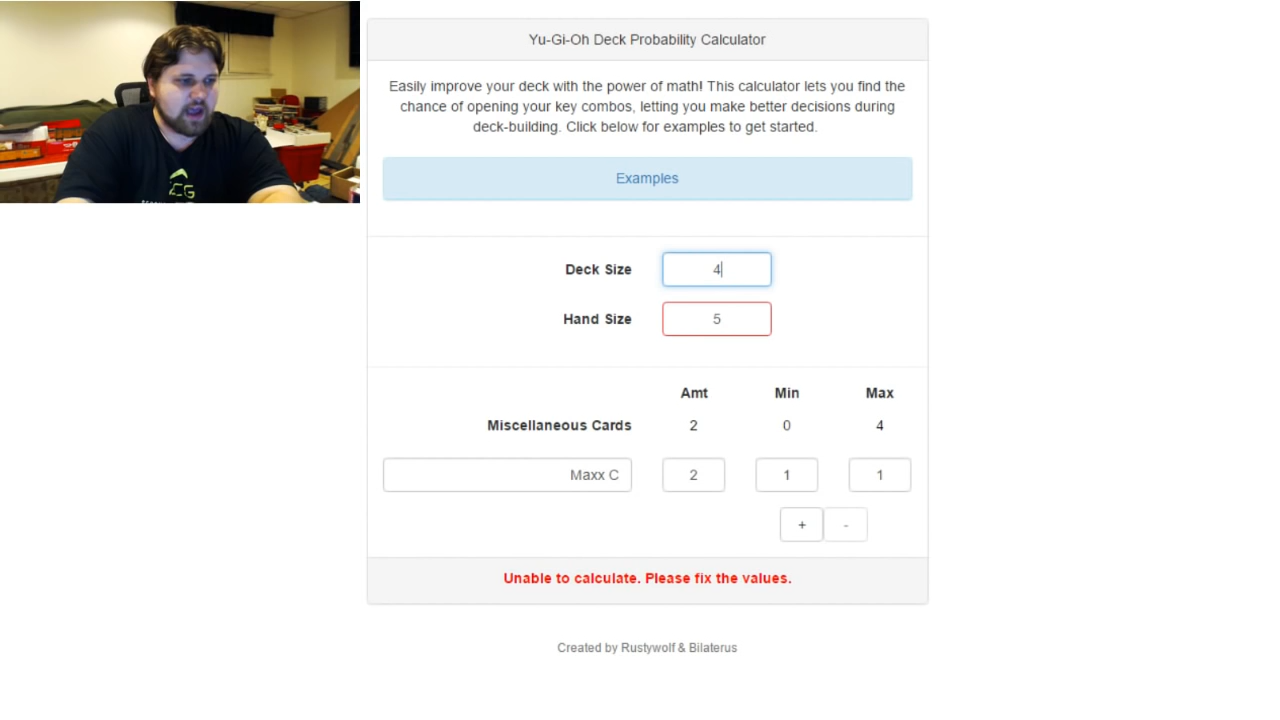 Yu-Gi-Oh Deck Probability Calculator
Easily improve your deck with the power of math! This calculator lets you find the
chance of opening your key combos, letting you make better decisions during
deck-building. Click below for examples to get started.
Examples
Deck Size 4
Hand Size 5
Amt Min Max
Miscellaneous Cards 2 0 4
Maxx C 2 1 1
+ -
Unable to calculate. Please fix the values.
Created by Rustywolf & Bilaterus